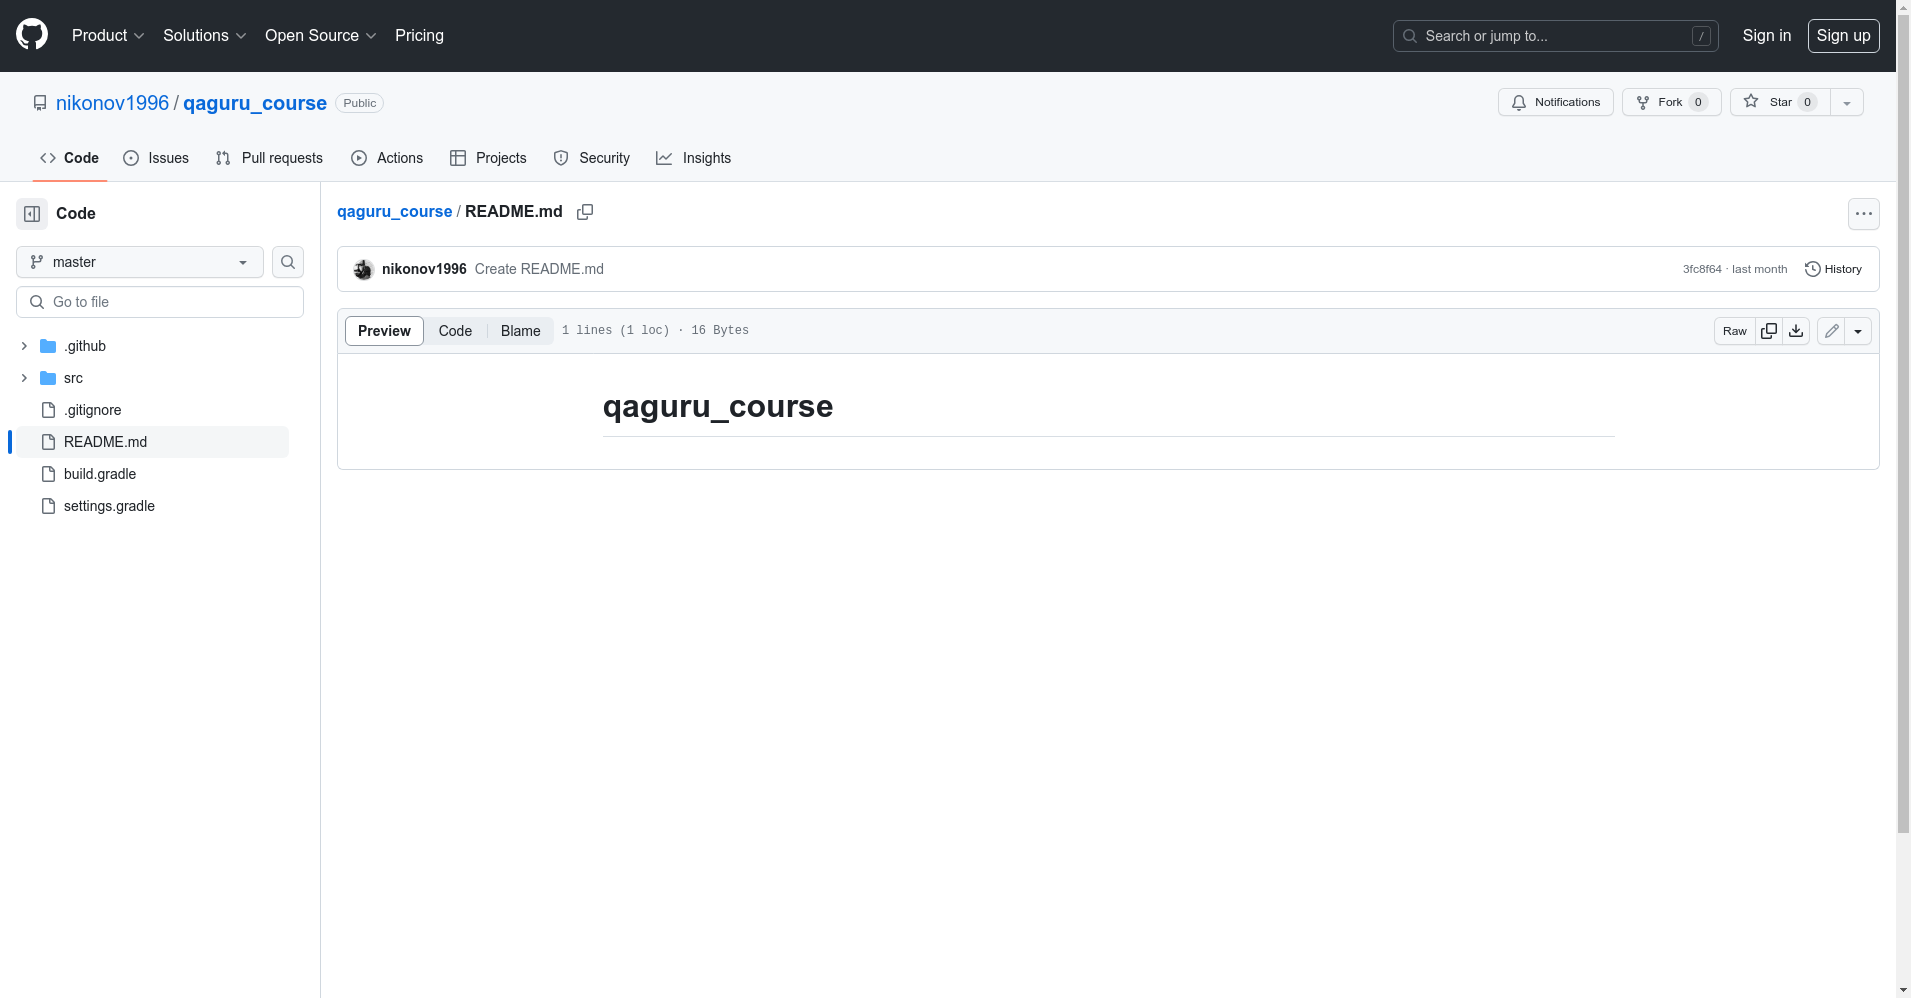 Product Solutions Open Source Pricing Search or jump to... / Sign in Sign up
nikonov1996 / qaguru_course Public Notifications Fork 0 Star 0
Code Issues Pull requests Actions Projects Security Insights
Code
master
Go to file
.github
src
.gitignore
README.md
build.gradle
settings.gradle
qaguru_course / README.md
nikonov1996 Create README.md 3fc8f64 · last month History
Preview Code Blame 1 lines (1 loc) · 16 Bytes Raw
qaguru_course